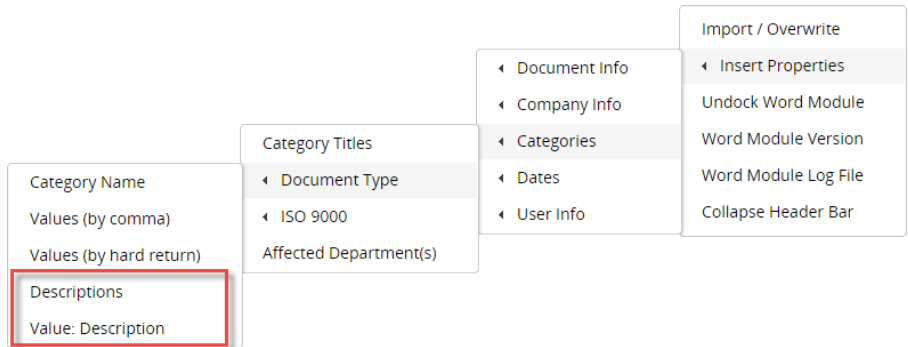 Import / Overwrite
Insert Properties
Undock Word Module
Word Module Version
Word Module Log File
Collapse Header Bar
Document Info
Company Info
Categories
Dates
User Info
Category Titles
Document Type
ISO 9000
Affected Department(s)
Category Name
Values (by comma)
Values (by hard return)
Descriptions
Value: Description